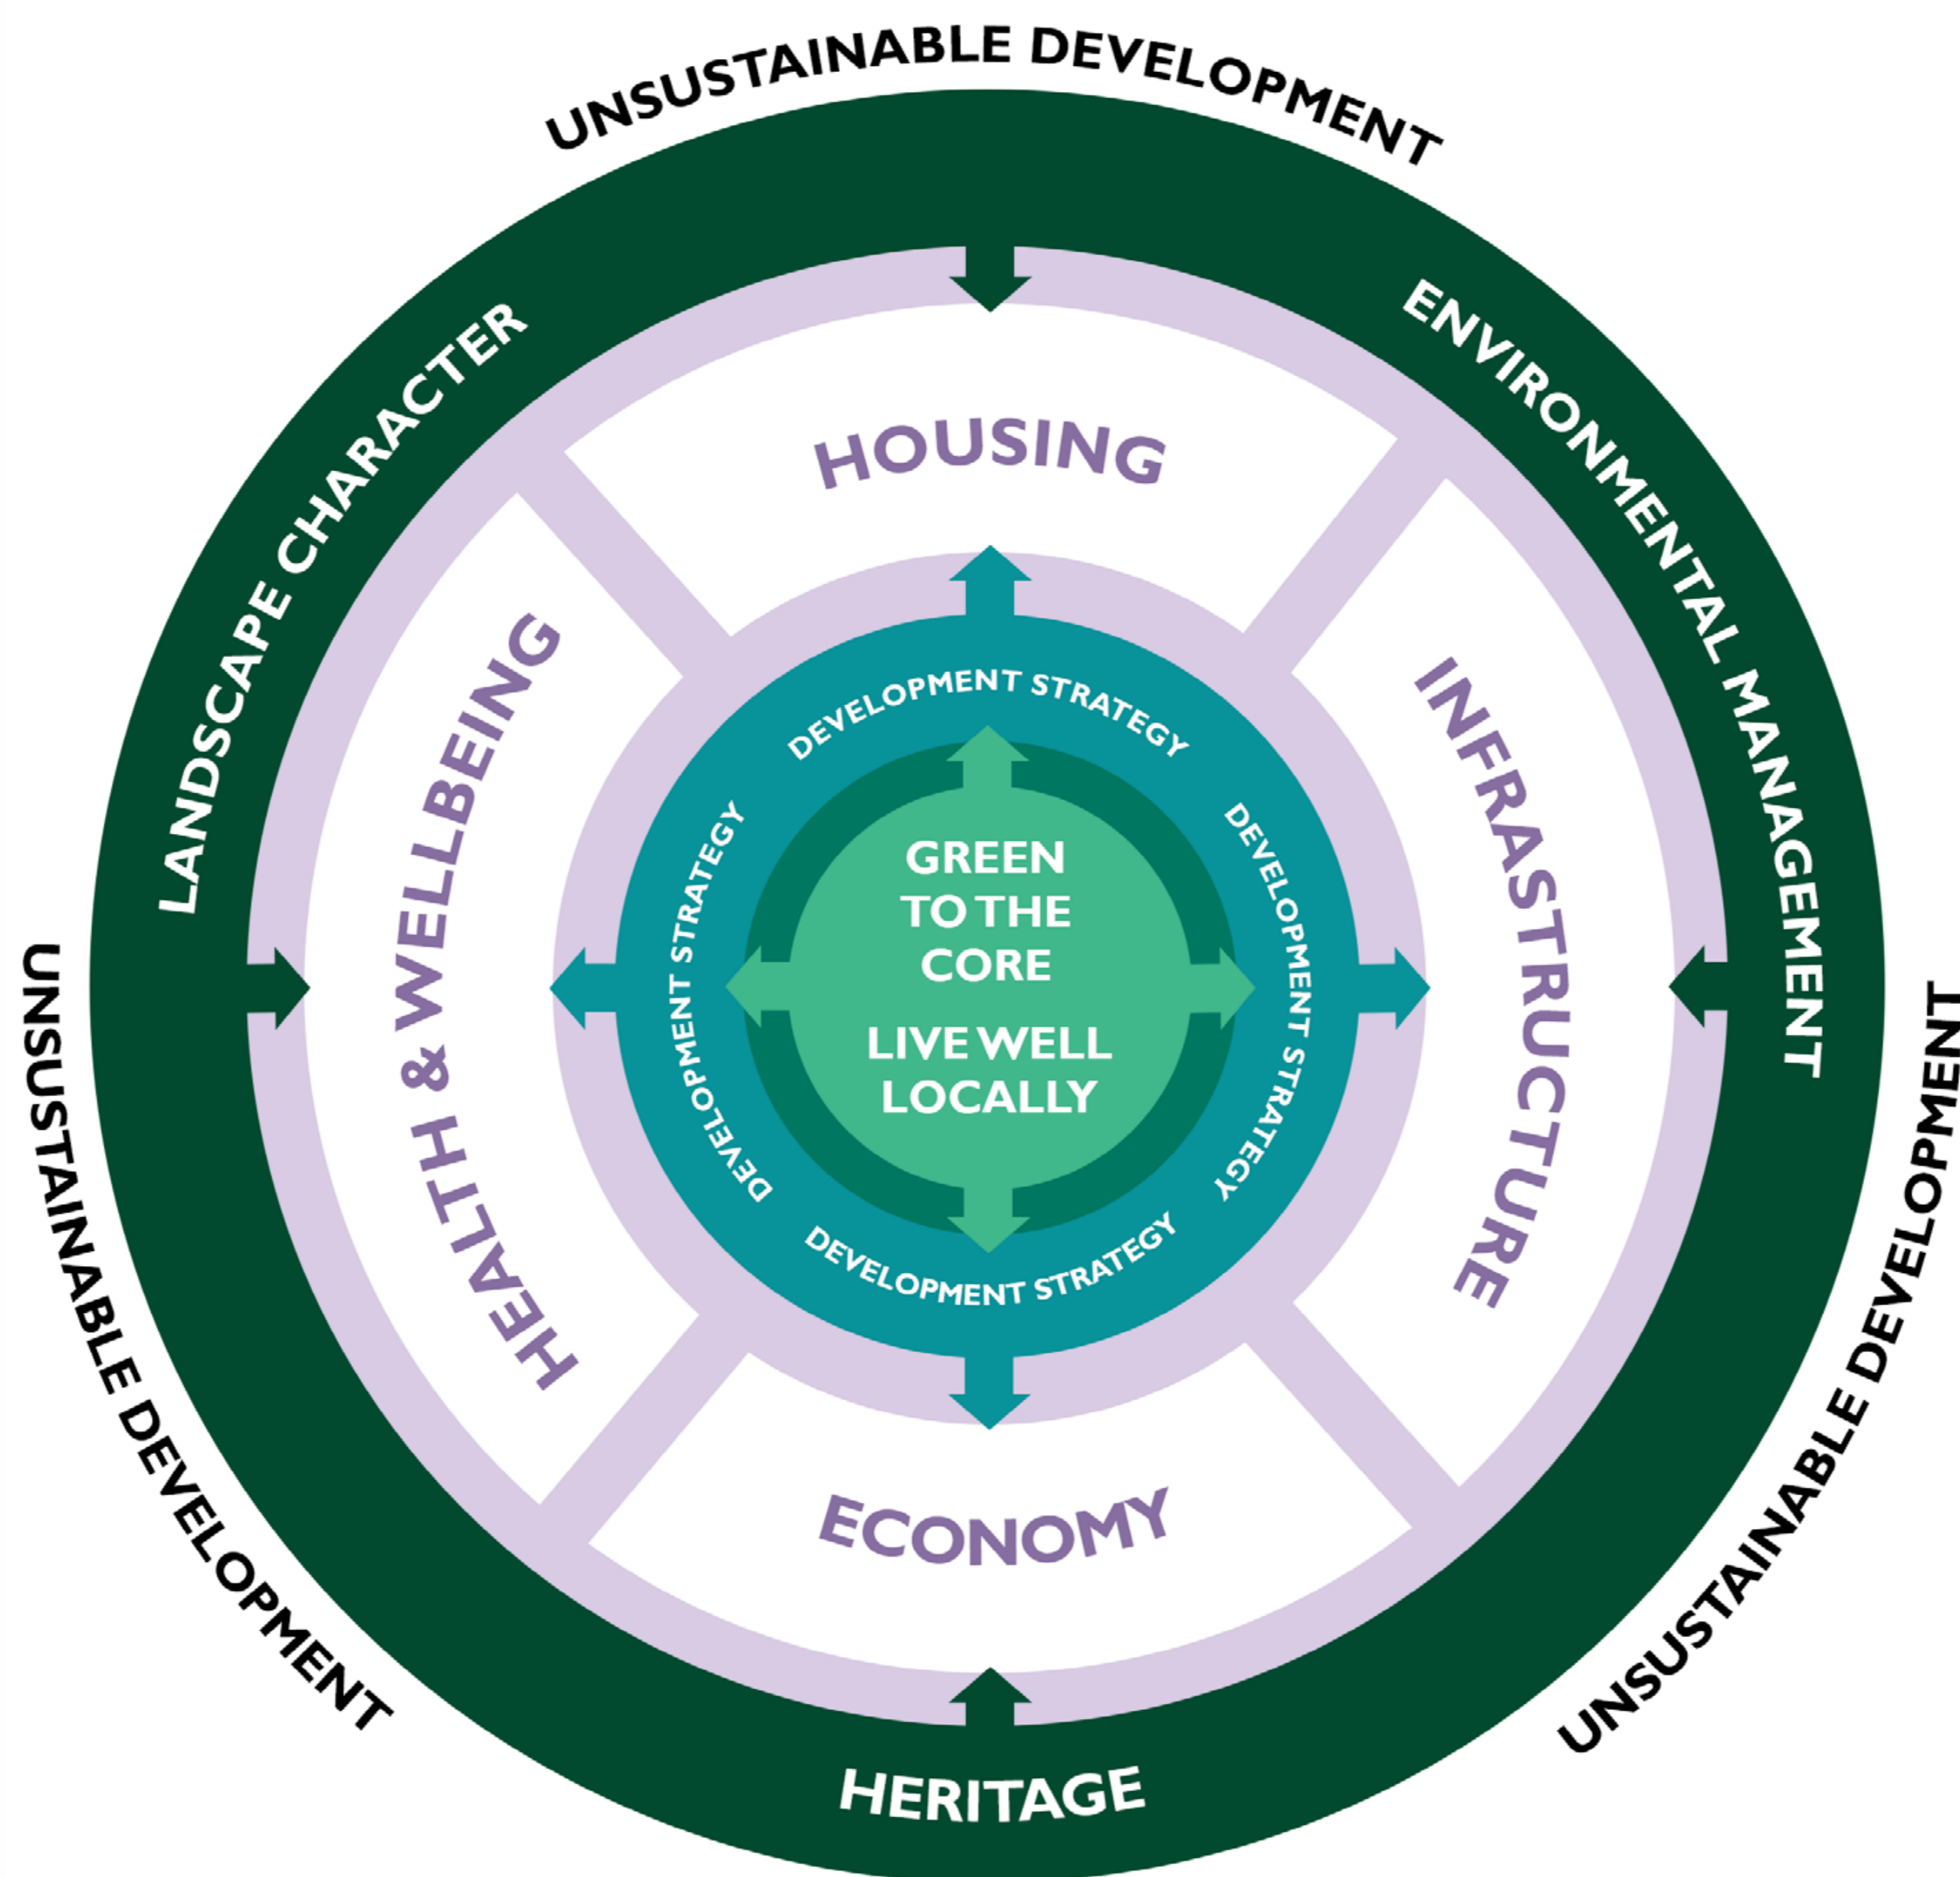 UNSUSTAINABLE DEVELOPMENT
LANDSCAPE CHARACTER
ENVIRONMENTAL MANAGEMENT
HOUSING
HEALTH & WELLBEING
INFRASTRUCTURE
DEVELOPMENT STRATEGY
DEVELOPMENT STRATEGY
DEVELOPMENT STRATEGY
GREEN
TO THE
CORE
LIVE WELL
LOCALLY
DEVELOPMENT STRATEGY
ECONOMY
UNSUSTAINABLE DEVELOPMENT
UNSUSTAINABLE DEVELOPMENT
HERITAGE